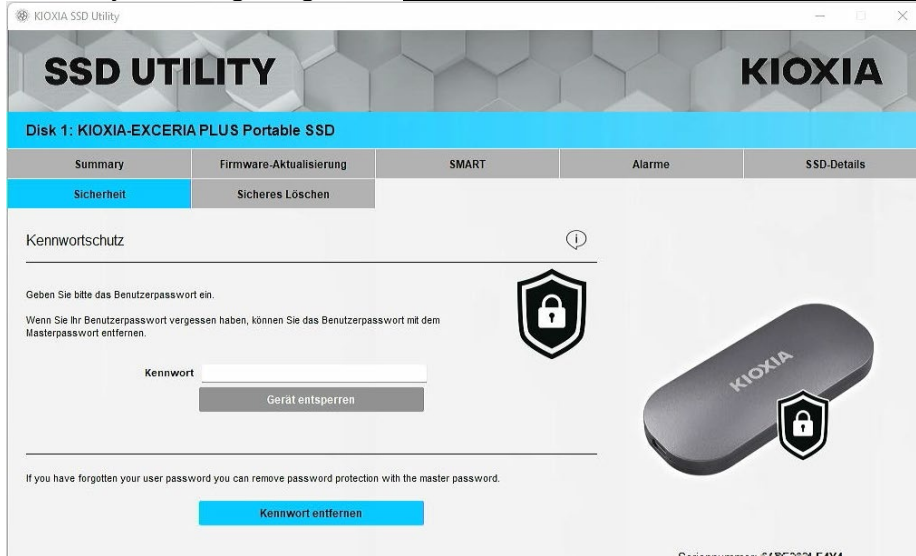 KIOXIA SSD Utility
SSD UTILITY
KIOXIA
Disk 1: KIOXIA-EXCERIA PLUS Portable SSD
Summary
Firmware-Aktualisierung
SMART
Alarme
SSD-Details
Sicherheit
Sicheres Löschen
Kennwortschutz
Geben Sie bitte das Benutzerpasswort ein.
Wenn Sie Ihr Benutzerpasswort vergessen haben, können Sie das Benutzerpasswort mit dem
Masterpasswort entfernen.
Kennwort
Gerät entsperren
KIOXIA
If you have forgotten your user password you can remove password protection with the master password.
Kennwort entfernen